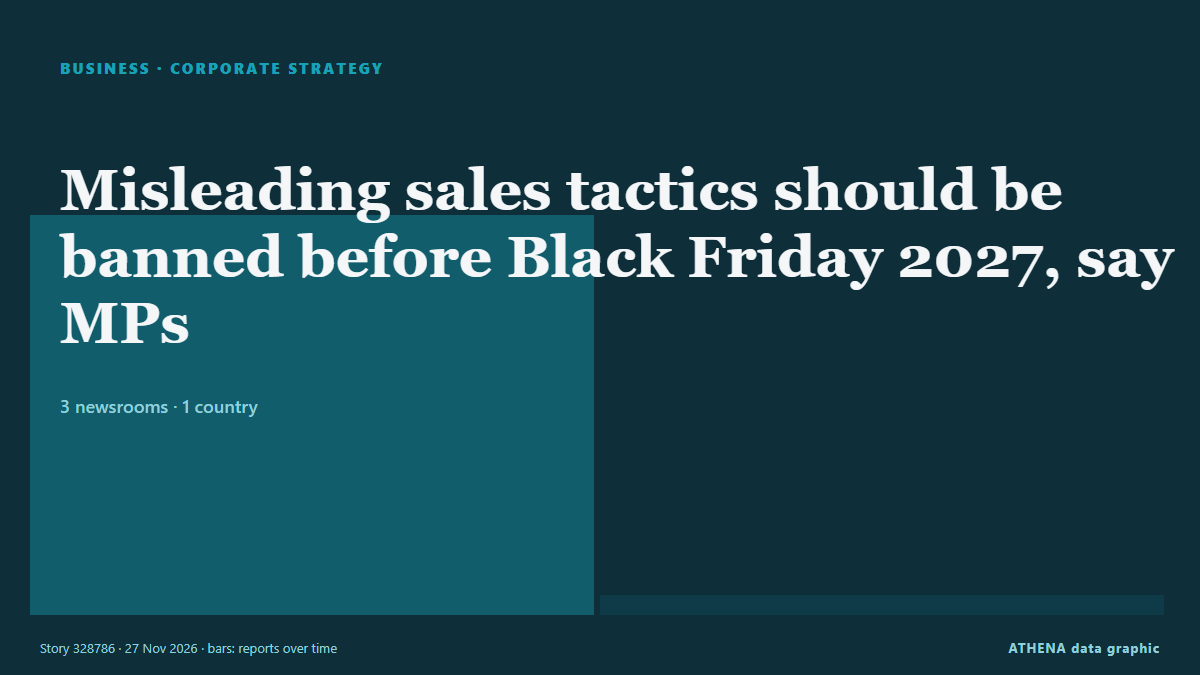 BUSINESS · CORPORATE STRATEGY
Misleading sales tactics should be
banned before Black Friday 2027, say
MPs
3 newsrooms · 1 country
Story 328786 · 27 Nov 2026 · bars: reports over time
ATHENA data graphic